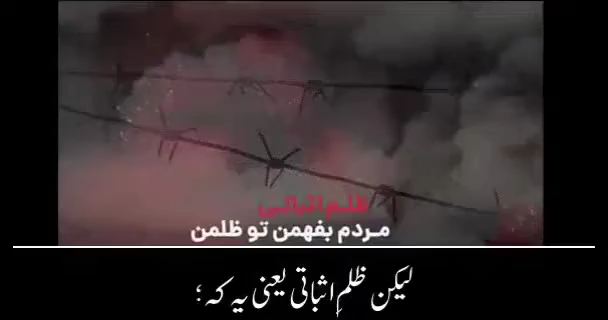 ظلم اثباتی
مردم بفهمن تو ظلمن
لیکن ظلمِ اثباتی یعنی یہ کہ؛